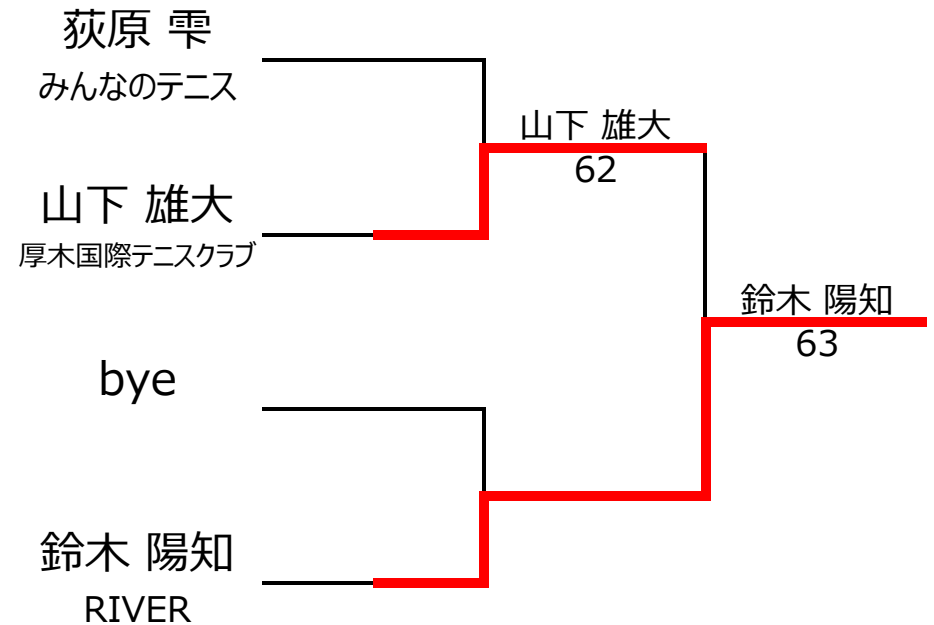 荻原 雫
みんなのテニス
山下 雄大
62
山下 雄大
厚木国際テニスクラブ
鈴木 陽知
63
bye
鈴木 陽知
RIVER